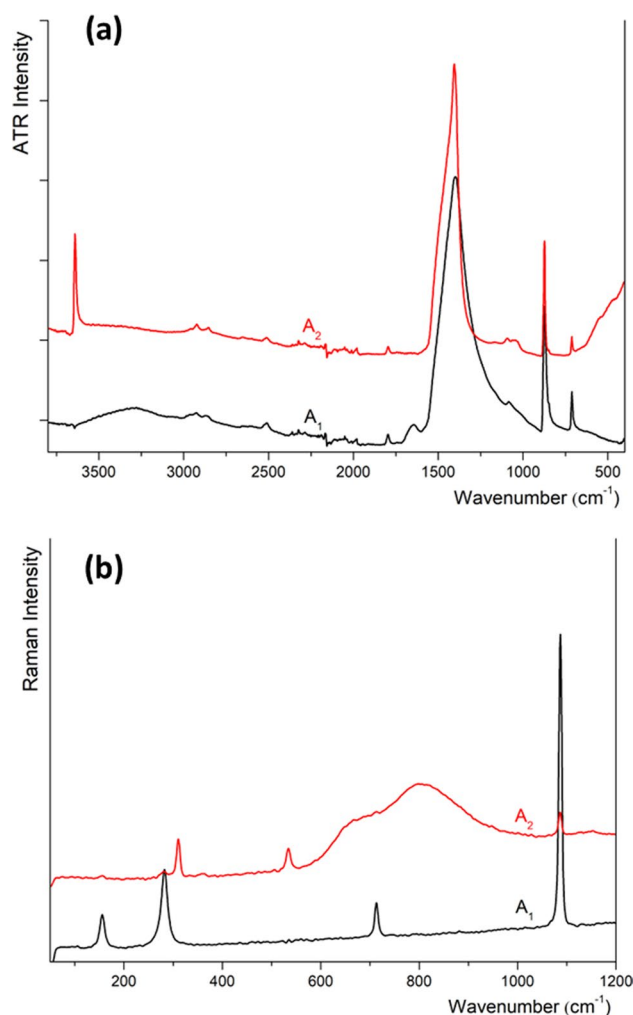 (a)
ATR Intensity
A₂
A₁
3500 3000 2500 2000 1500 1000 500
Wavenumber (cm⁻¹)
(b)
Raman Intensity
A₂
A₁
200 400 600 800 1000 1200
Wavenumber (cm⁻¹)